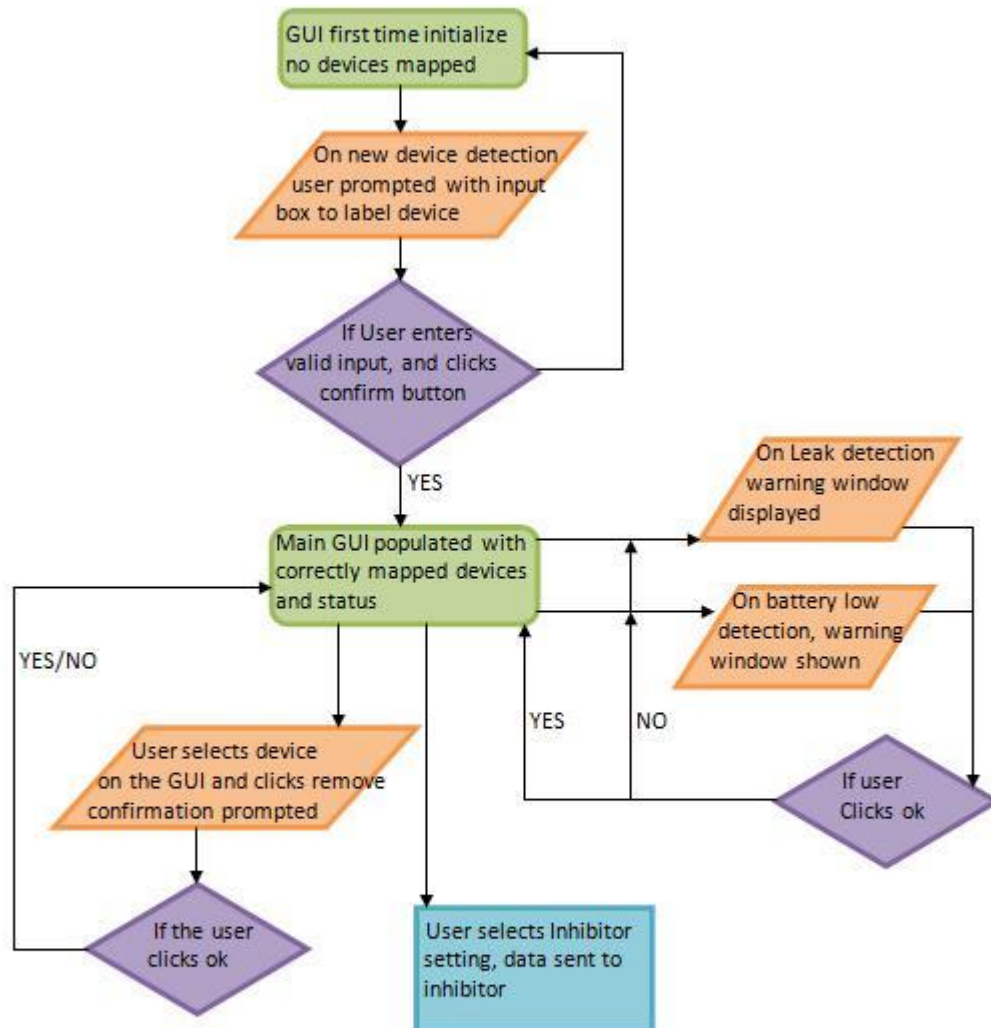 GUI first time initialize
no devices mapped
On new device detection
user prompted with input
box to label device
If User enters
valid input, and clicks
confirm button
YES
On Leak detection
warning window
displayed
Main GUI populated with
correctly mapped devices
and status
On battery low
detection, warning
window shown
YES/NO
YES
NO
User selects device
on the GUI and clicks remove
confirmation prompted
If user
Clicks ok
If the user
clicks ok
User selects Inhibitor
setting, data sent to
inhibitor